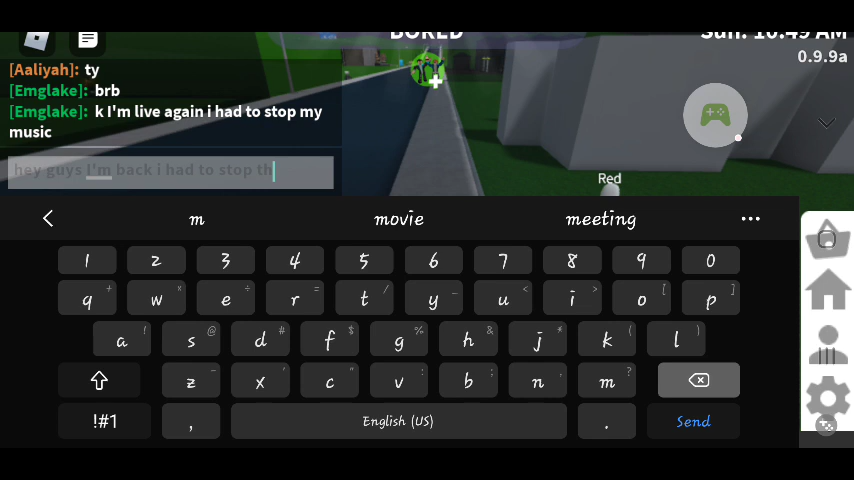 BORED
Sun. 10:49 AM
0.9.9a
[Aaliyah]: ty
[Emglake]: brb
[Emglake]: k I'm live again i had to stop my
music
hey guys I'm back i had to stop th
Red
m movie meeting
1 2 3 4 5 6 7 8 9 0
q + w × e ÷ r = t / y _ u < i > o [ p ]
a ! s @ d # f $ g % h & j * k ( l )
z - x ' c " v : b ; n , m ?
!#1 , English (US) . Send